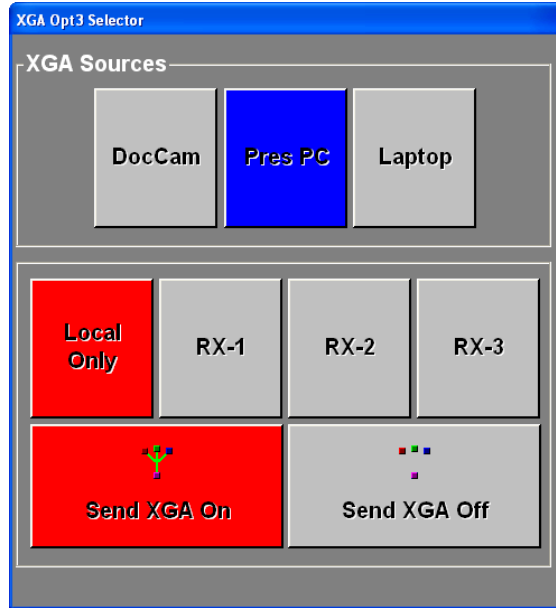 XGA Opt3 Selector
XGA Sources
DocCam
Pres PC
Laptop
Local
Only
RX-1
RX-2
RX-3
Send XGA On
Send XGA Off